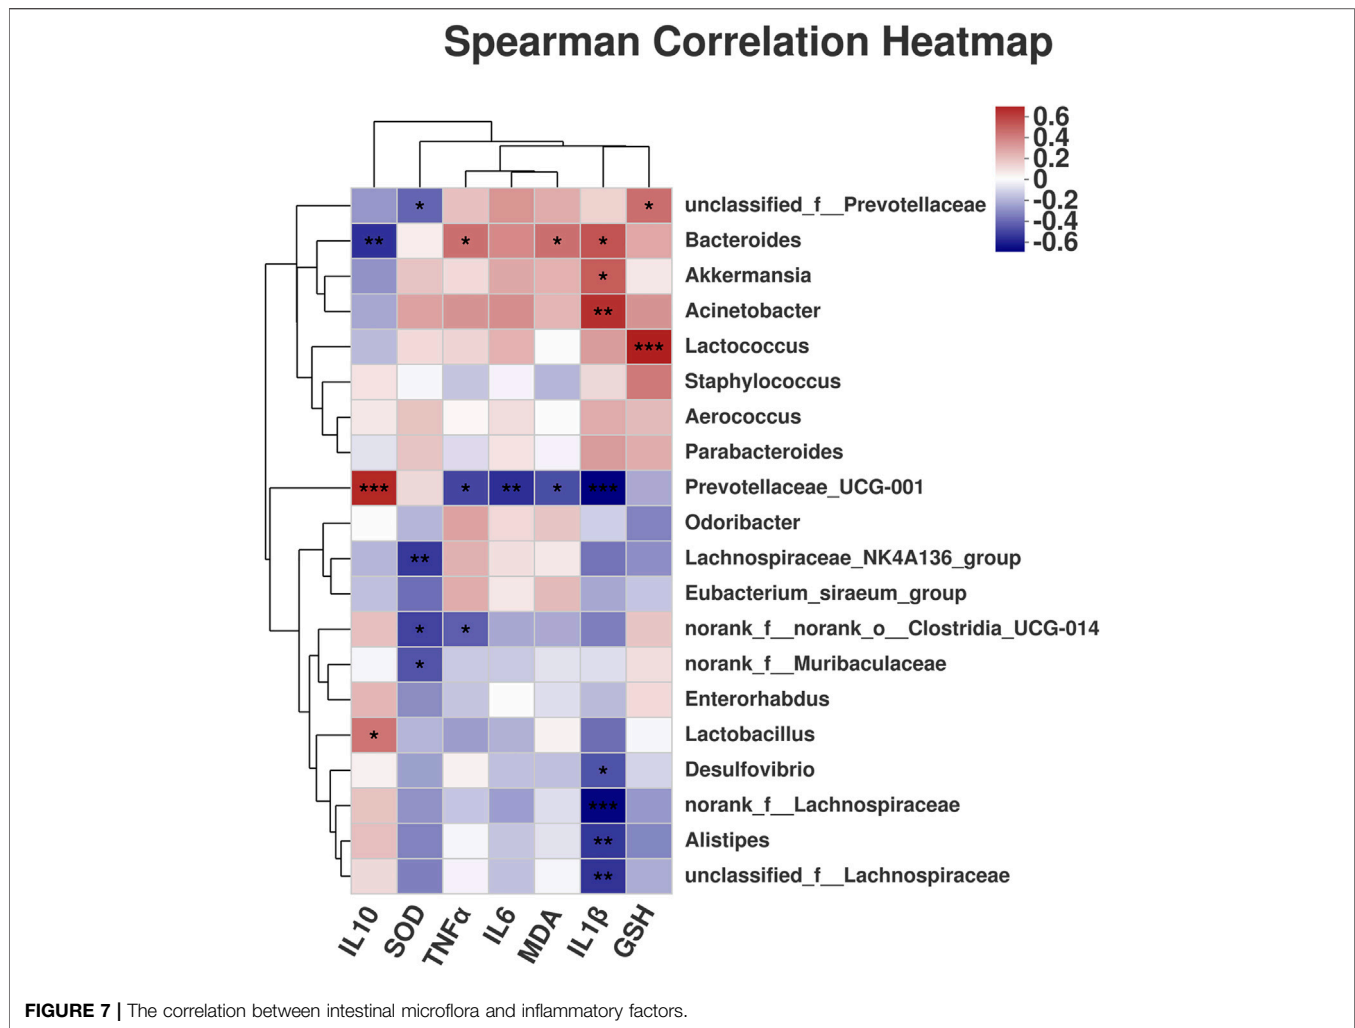 Spearman Correlation Heatmap
0.6
0.4
0.2
0
-0.2
-0.4
-0.6
* * unclassified_f__Prevotellaceae
** * * * Bacteroides
* Akkermansia
** Acinetobacter
*** Lactococcus
Staphylococcus
Aerococcus
Parabacteroides
*** * ** * *** Prevotellaceae_UCG-001
Odoribacter
** Lachnospiraceae_NK4A136_group
Eubacterium_siraeum_group
* * norank_f__norank_o__Clostridia_UCG-014
* norank_f__Muribaculaceae
Enterorhabdus
* Lactobacillus
* Desulfovibrio
*** norank_f__Lachnospiraceae
** Alistipes
** unclassified_f__Lachnospiraceae
IL10 SOD TNFα IL6 MDA IL1β GSH
FIGURE 7 | The correlation between intestinal microflora and inflammatory factors.